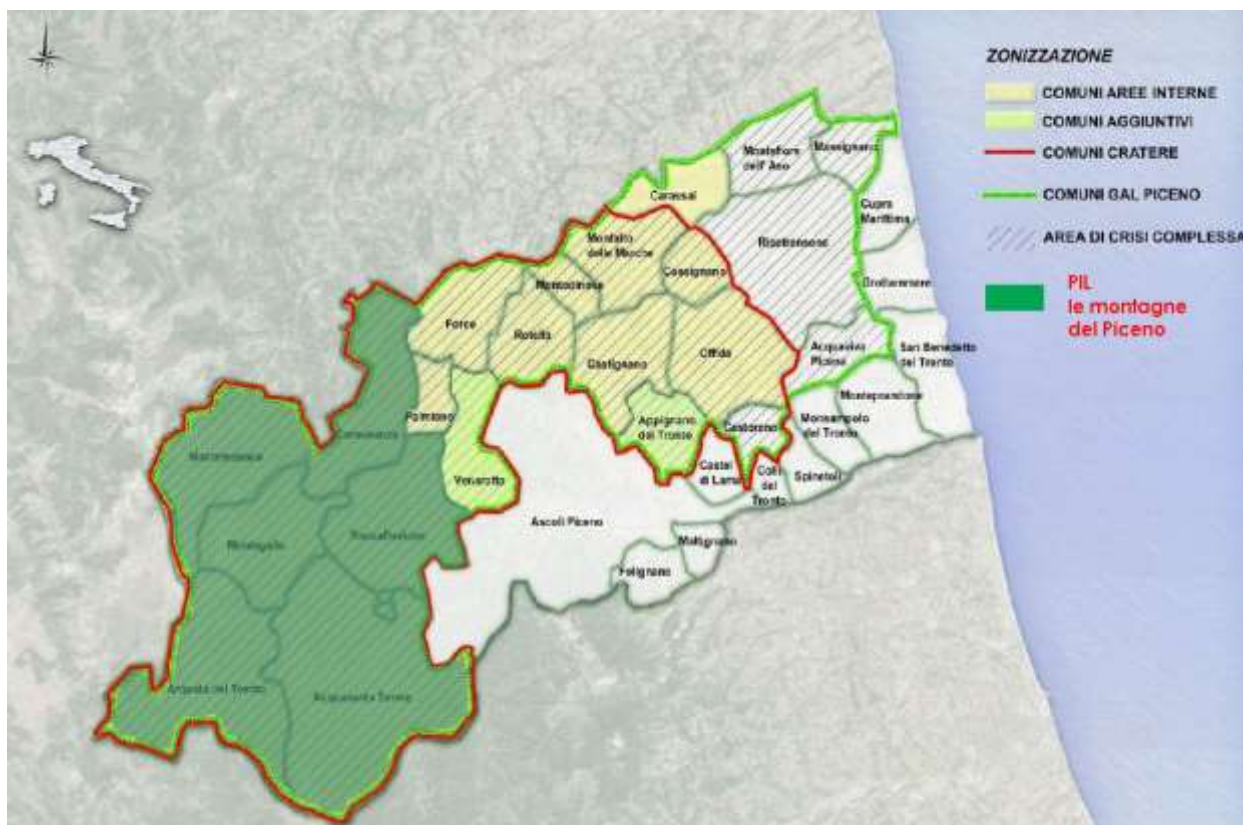 ZONIZZAZIONE
COMUNI AREE INTERNE
COMUNI AGGIUNTIVI
COMUNI CRATERE
COMUNI GAL PICENO
AREA DI CRISI COMPLESSA
PIL
le montagne
del Piceno
Montefiore
dell' Aso
Massignano
Carassai
Cupra
Marittima
Ripatransone
Montalto
delle Marche
Cossignano
Grottammare
Montedinove
Force
Rotella
Castignano
Offida
Acquaviva
Picena
San Benedetto
del Tronto
Monteprandone
Palmiano
Appignano
del Tronto
Castorano
Monsampolo
del Tronto
Comunanza
Montemonaco
Venarotta
Castel
di Lama
Colli
del
Tronto
Spinetoli
Ascoli Piceno
Montegallo
Roccafluvione
Maltignano
Folignano
Arquata del Tronto
Acquasanta Terme